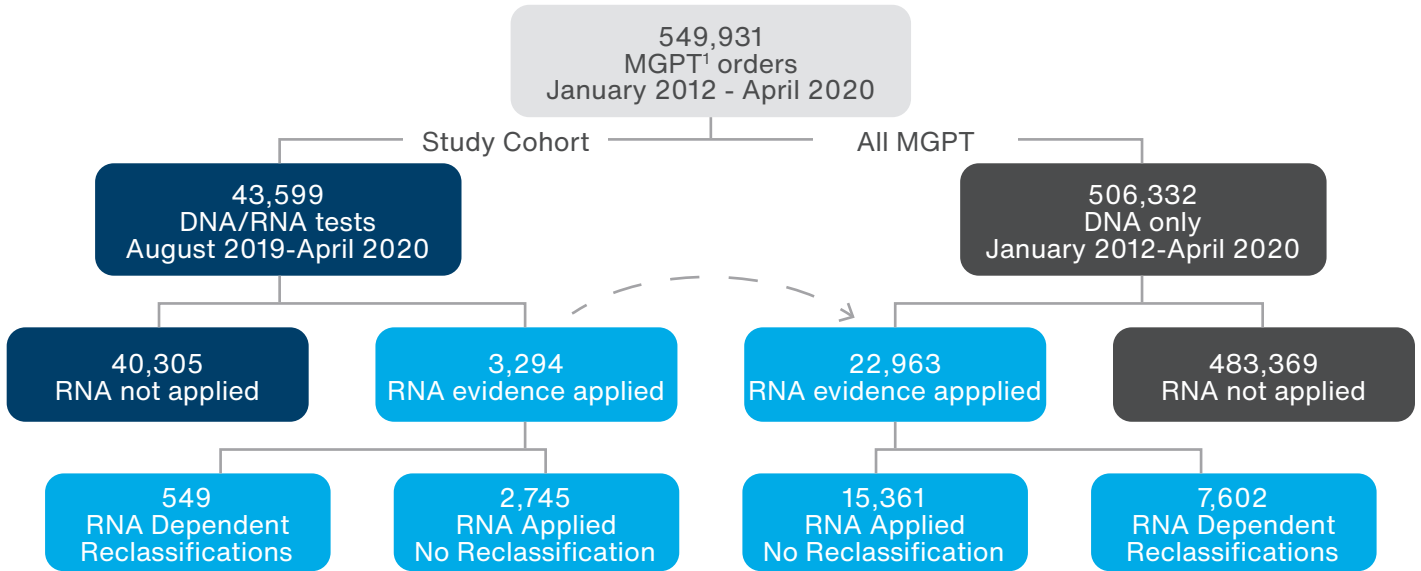 549,931
MGPT¹ orders
January 2012 - April 2020
Study Cohort
All MGPT
43,599
DNA/RNA tests
August 2019-April 2020
506,332
DNA only
January 2012-April 2020
40,305
RNA not applied
3,294
RNA evidence applied
22,963
RNA evidence appplied
483,369
RNA not applied
549
RNA Dependent
Reclassifications
2,745
RNA Applied
No Reclassification
15,361
RNA Applied
No Reclassification
7,602
RNA Dependent
Reclassifications